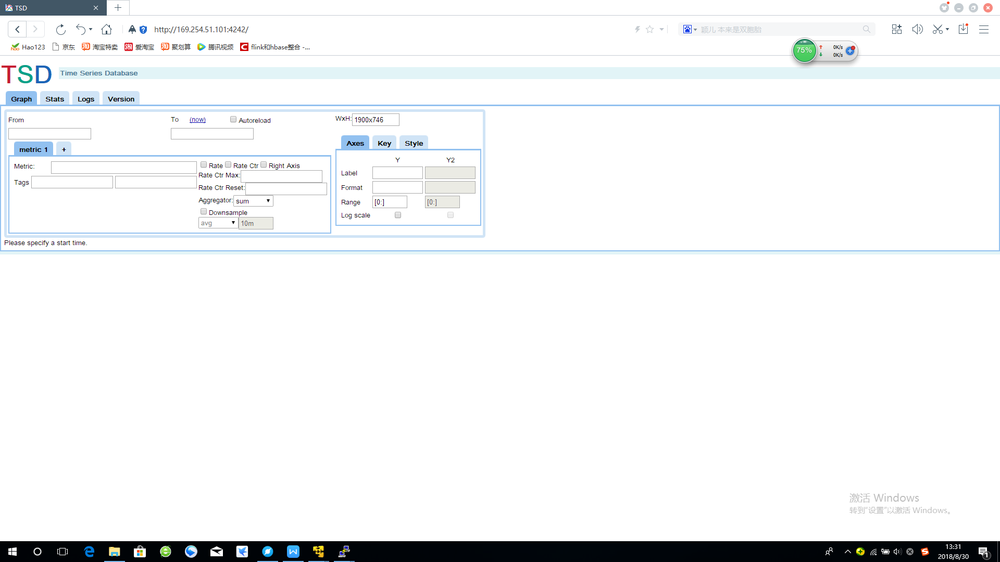 TSD
http://169.254.51.101:4242/
颖儿 本来是双胞胎
Hao123 京东 淘宝特卖 爱淘宝 聚划算 腾讯视频 flink和hbase整合 -...
75% 0K/s
0K/s
TSD Time Series Database
Graph Stats Logs Version
From To (now) Autoreload WxH: 1900x746
metric 1 +
Axes Key Style
Y Y2
Metric: Rate Rate Ctr Right Axis
Rate Ctr Max:
Tags
Rate Ctr Reset:
Aggregator: sum
Downsample
avg 10m
Label
Format
Range [0:] [0:]
Log scale
Please specify a start time.
激活 Windows
转到"设置"以激活 Windows。
13:31
2018/8/30
1